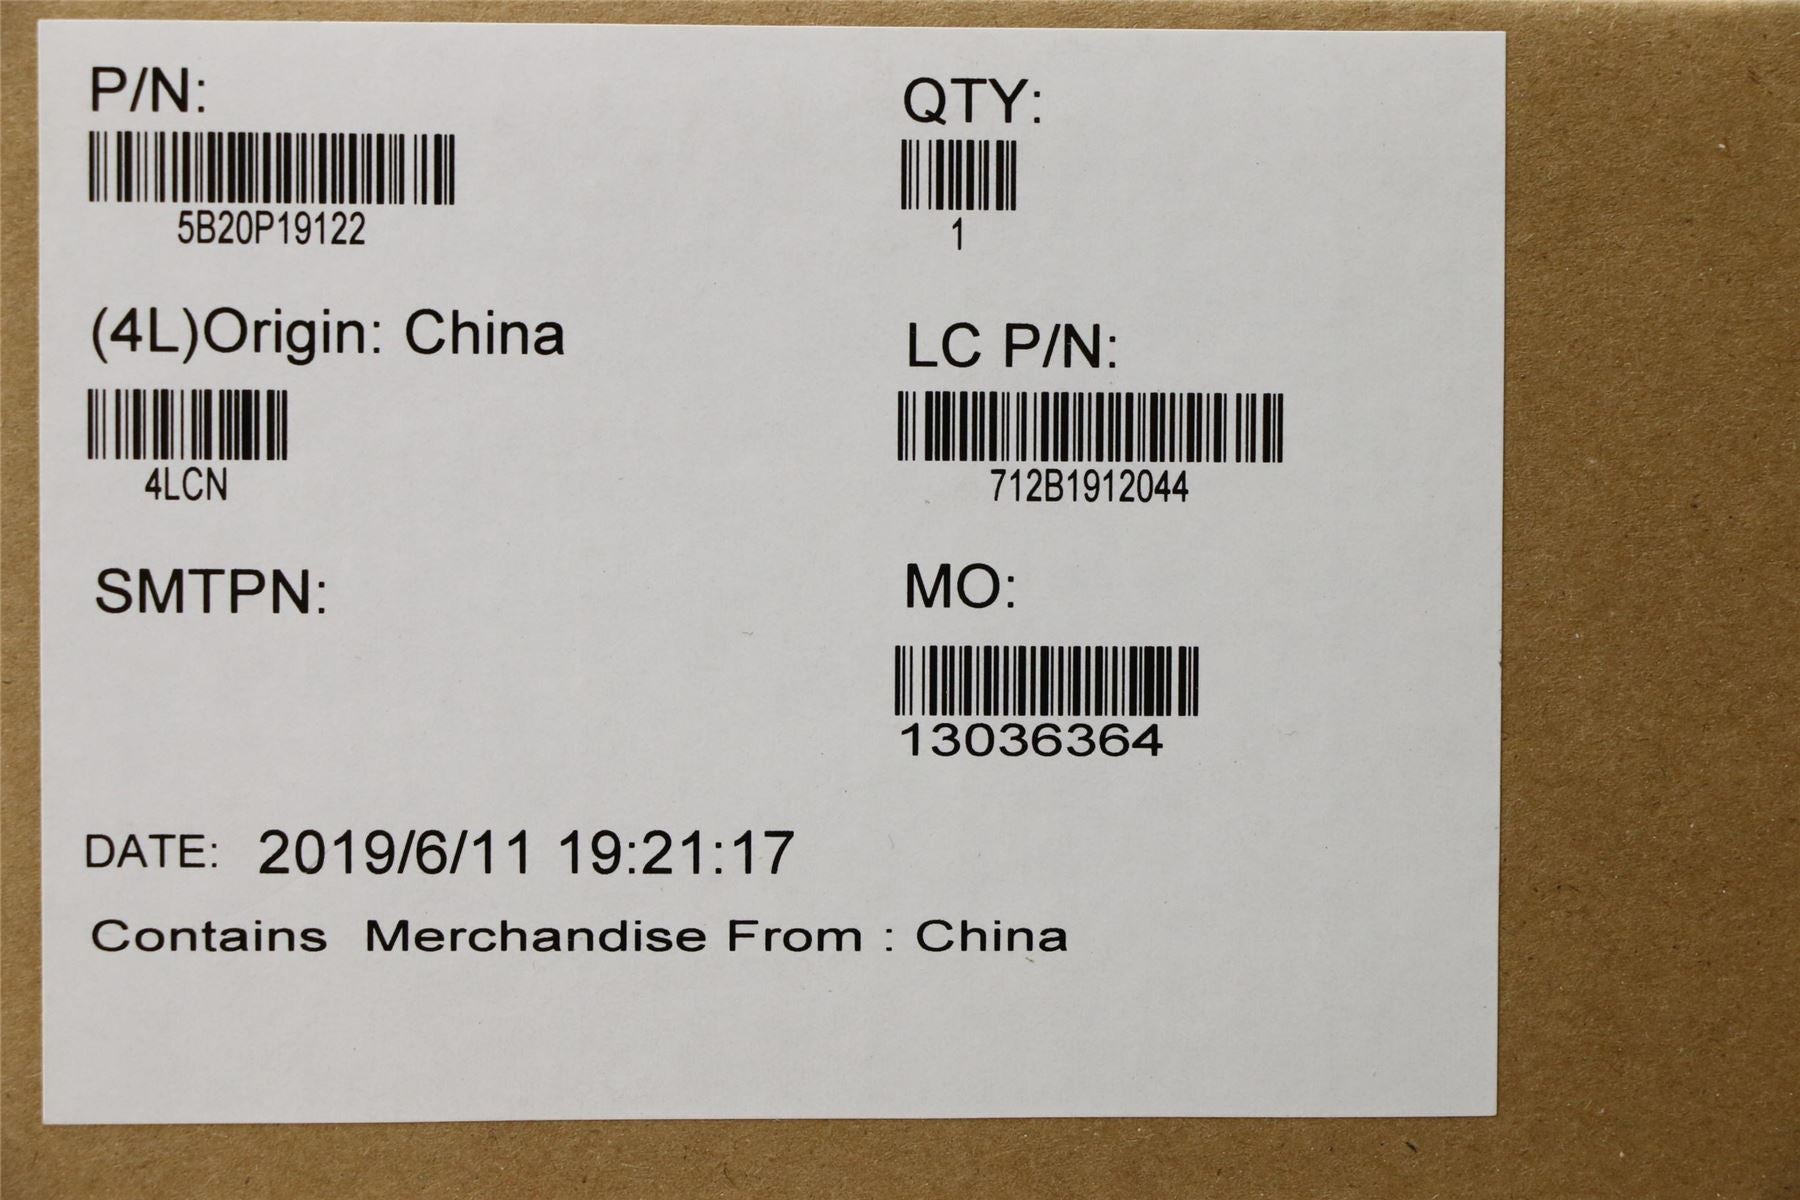 P/N:
5B20P19122
QTY:
1
(4L)Origin: China
4LCN
LC P/N:
712B1912044
SMTPN:
MO:
13036364
DATE: 2019/6/11 19:21:17
Contains Merchandise From : China